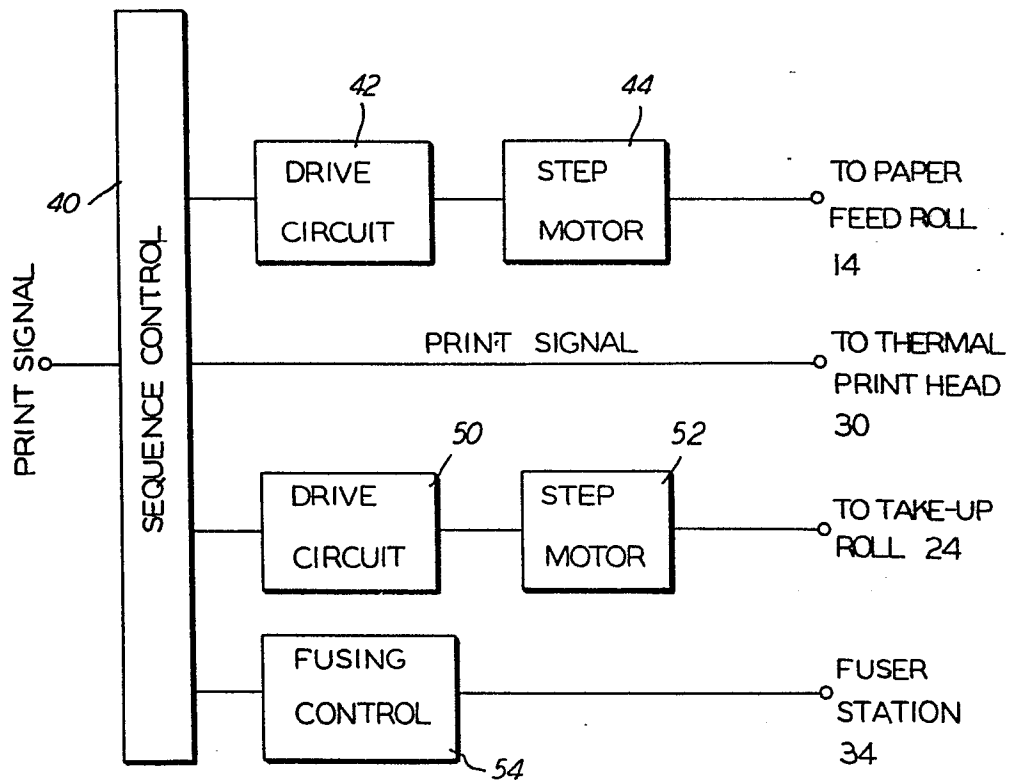 42
44
40
DRIVE
CIRCUIT
STEP
MOTOR
TO PAPER
FEED ROLL
14
PRINT SIGNAL
SEQUENCE CONTROL
PRINT SIGNAL
TO THERMAL
PRINT HEAD
30
50
52
DRIVE
CIRCUIT
STEP
MOTOR
TO TAKE-UP
ROLL 24
FUSING
CONTROL
54
FUSER
STATION
34